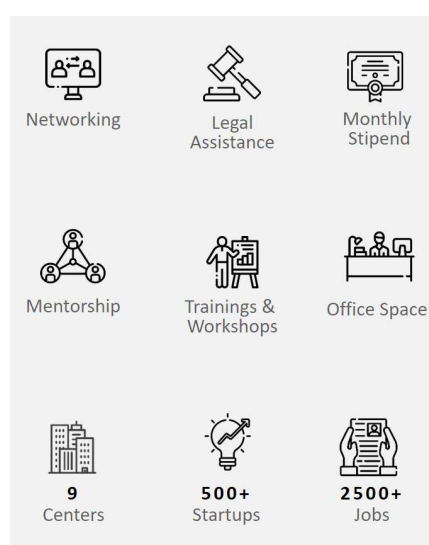 Networking
Legal
Assistance
Monthly
Stipend
Mentorship
Trainings &
Workshops
Office Space
9
Centers
500+
Startups
2500+
Jobs